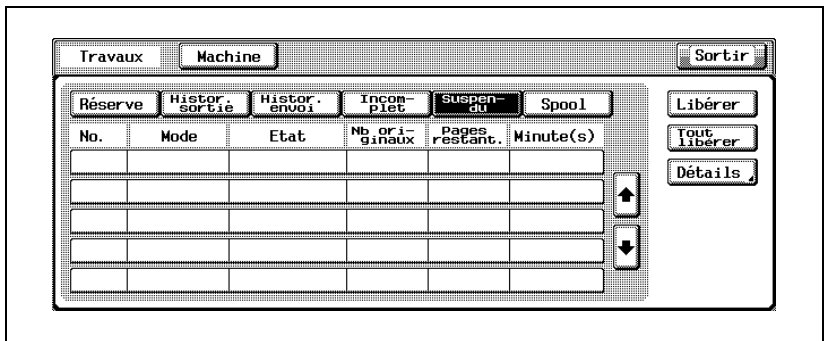 Travaux Machine Sortir
Réserve Histor. sortie Histor. envoi Incom- plet Suspen- du Spool Libérer
No. Mode Etat Nb ori- ginaux Pages restant. Minute(s) Tout libérer
Détails